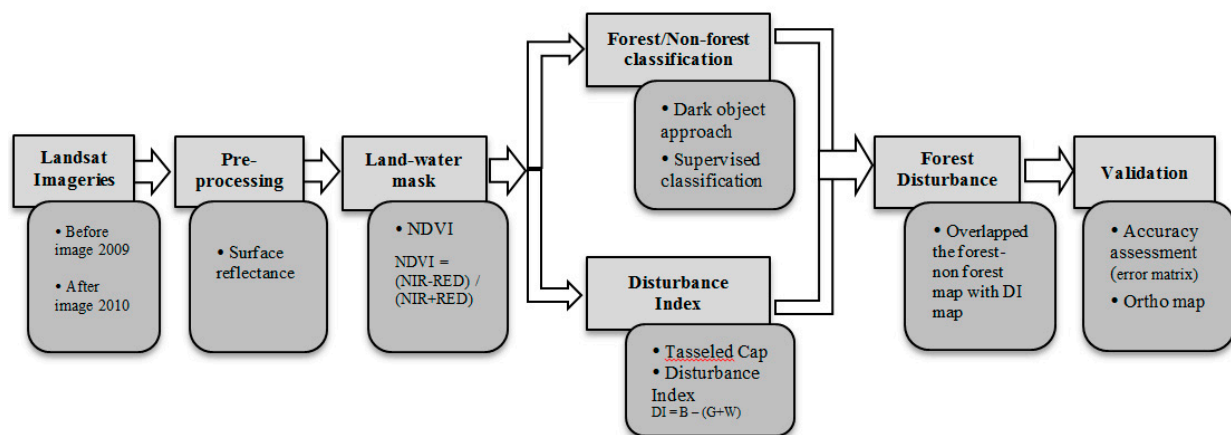 Landsat
Imageries
• Before
image 2009
• After
image 2010
Pre-
processing
• Surface
reflectance
Land-water
mask
• NDVI
NDVI =
(NIR-RED) /
(NIR+RED)
Forest/Non-forest
classification
• Dark object
approach
• Supervised
classification
Disturbance
Index
• Tasseled Cap
• Disturbance
Index
DI = B – (G+W)
Forest
Disturbance
• Overlapped
the forest-
non forest
map with DI
map
Validation
• Accuracy
assessment
(error matrix)
• Ortho map